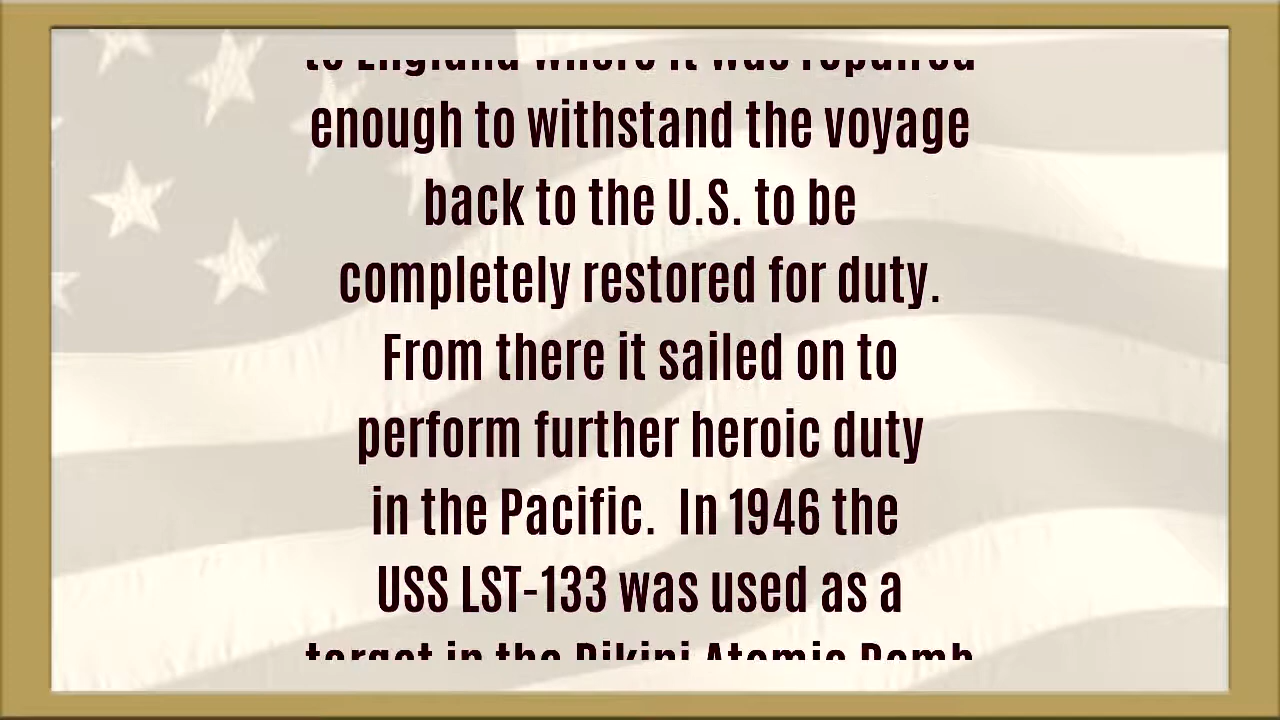 to England where it was repaired
enough to withstand the voyage
back to the U.S. to be
completely restored for duty.
From there it sailed on to
perform further heroic duty
in the Pacific.  In 1946 the
USS LST-133 was used as a
target in the Bikini Atomic Bomb